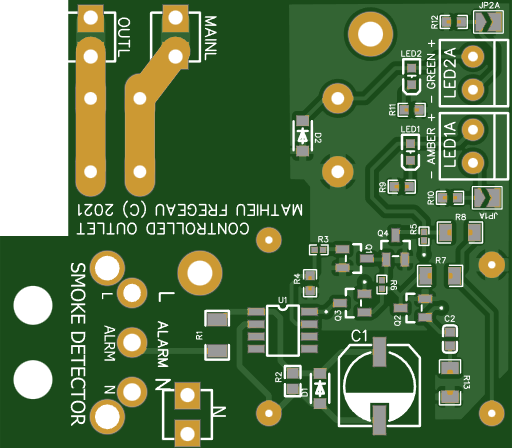 OUTL
MAINL
R12
JP2A
LED2
LED2A
- GREEN +
R11
D2
LED1
LED1A
- AMBER +
R9
R10
JP1A
MATHIEU FREGEAU (C) 2021
CONTROLLED OUTLET
R3
Q1
Q4
R5
R8
SMOKE DETECTOR
L
L
R4
R6
R7
U1
Q3
Q2
ALRM
ALARM
R1
C1
C2
N
N
N
R2
D1
R13